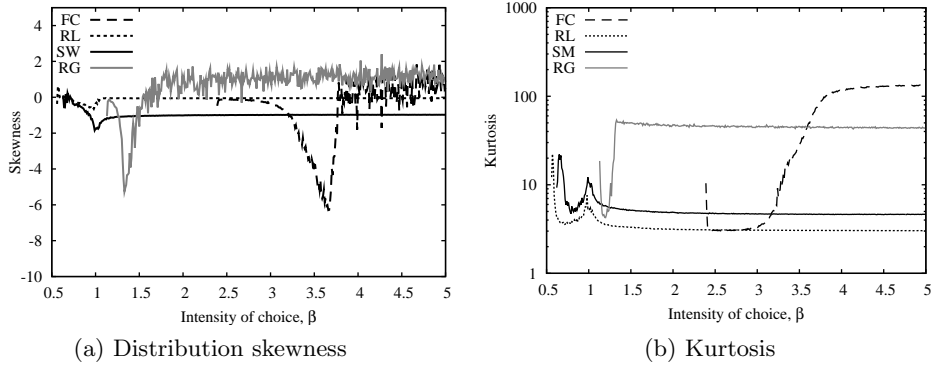 4
2
0
-2
-4
-6
-8
-10
Skewness
0.5 1 1.5 2 2.5 3 3.5 4 4.5 5
Intensity of choice, β
FC
RL
SW
RG
(a) Distribution skewness
1000
100
10
1
Kurtosis
0.5 1 1.5 2 2.5 3 3.5 4 4.5 5
Intensity of choice, β
FC
RL
SM
RG
(b) Kurtosis